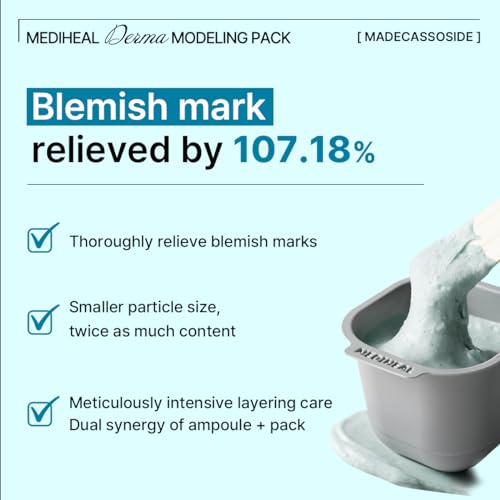 MEDIHEAL Derma MODELING PACK
[ MADECASSOSIDE ]
Blemish mark
relieved by 107.18%
Thoroughly relieve blemish marks
Smaller particle size,
twice as much content
Meticulously intensive layering care
Dual synergy of ampoule + pack
MEDIHEAL